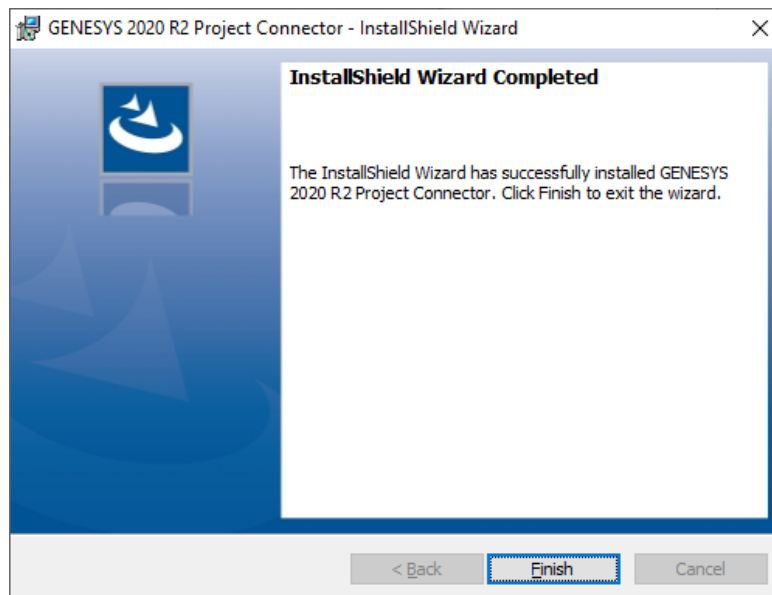 GENESYS 2020 R2 Project Connector - InstallShield Wizard
InstallShield Wizard Completed
The InstallShield Wizard has successfully installed GENESYS
2020 R2 Project Connector. Click Finish to exit the wizard.
< Back
Finish
Cancel